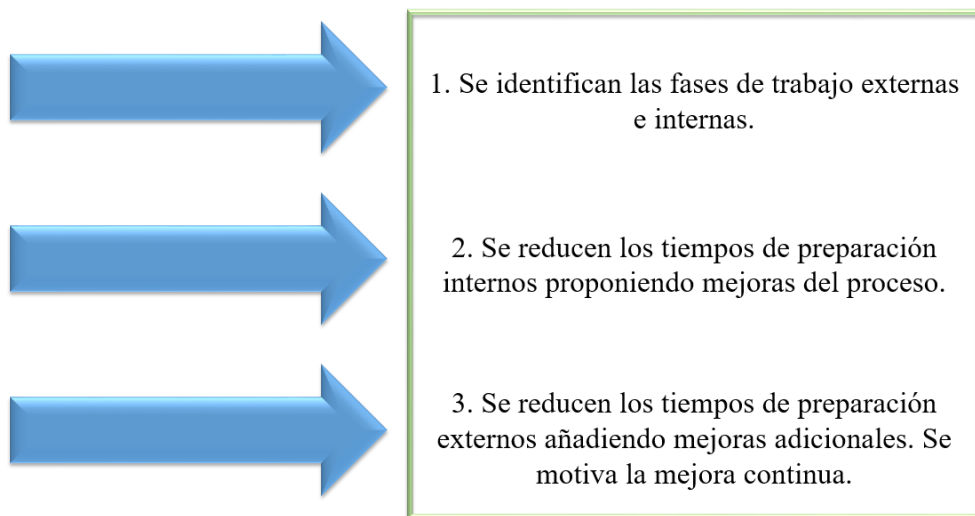 1. Se identifican las fases de trabajo externas
e internas.
2. Se reducen los tiempos de preparación
internos proponiendo mejoras del proceso.
3. Se reducen los tiempos de preparación
externos añadiendo mejoras adicionales. Se
motiva la mejora continua.